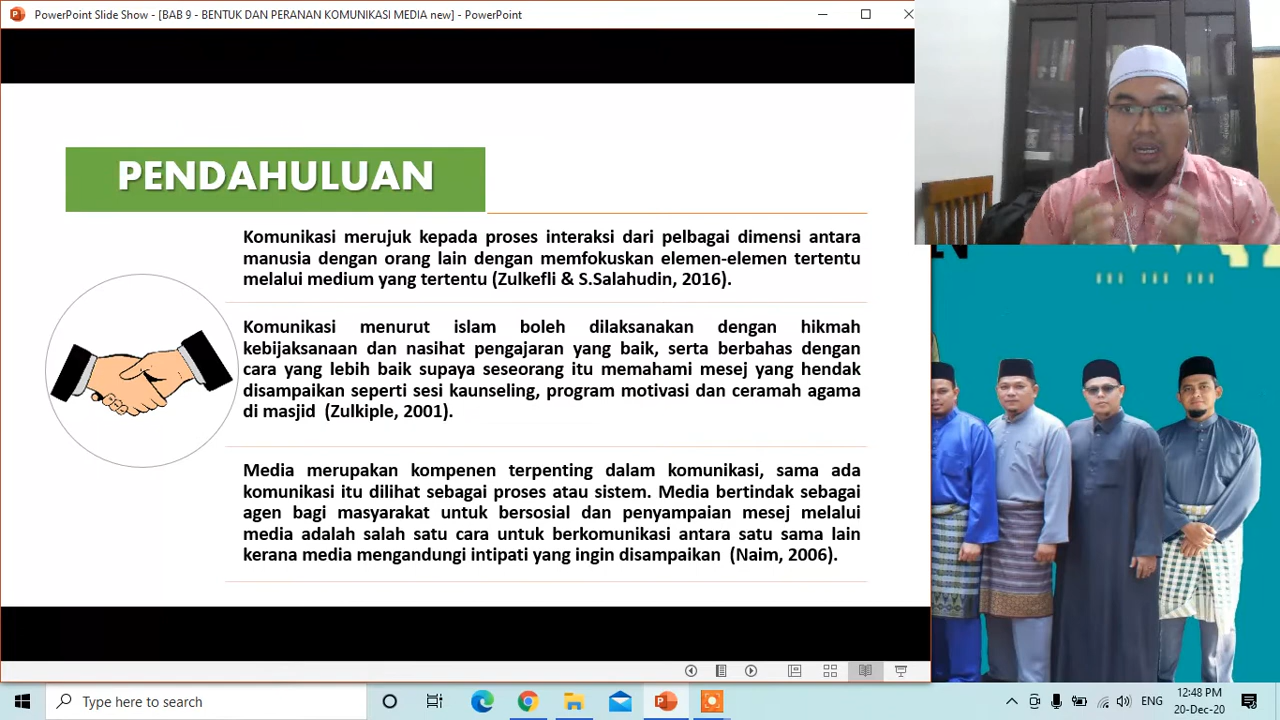 PowerPoint Slide Show - [BAB 9 - BENTUK DAN PERANAN KOMUNIKASI MEDIA new] - PowerPoint
PENDAHULUAN
Komunikasi merujuk kepada proses interaksi dari pelbagai dimensi antara
manusia dengan orang lain dengan memfokuskan elemen-elemen tertentu
melalui medium yang tertentu (Zulkefli & S.Salahudin, 2016).
Komunikasi menurut islam boleh dilaksanakan dengan hikmah
kebijaksanaan dan nasihat pengajaran yang baik, serta berbahas dengan
cara yang lebih baik supaya seseorang itu memahami mesej yang hendak
disampaikan seperti sesi kaunseling, program motivasi dan ceramah agama
di masjid (Zulkiple, 2001).
Media merupakan kompenen terpenting dalam komunikasi, sama ada
komunikasi itu dilihat sebagai proses atau sistem. Media bertindak sebagai
agen bagi masyarakat untuk bersosial dan penyampaian mesej melalui
media adalah salah satu cara untuk berkomunikasi antara satu sama lain
kerana media mengandungi intipati yang ingin disampaikan (Naim, 2006).
Type here to search
ENG
12:48 PM
20-Dec-20